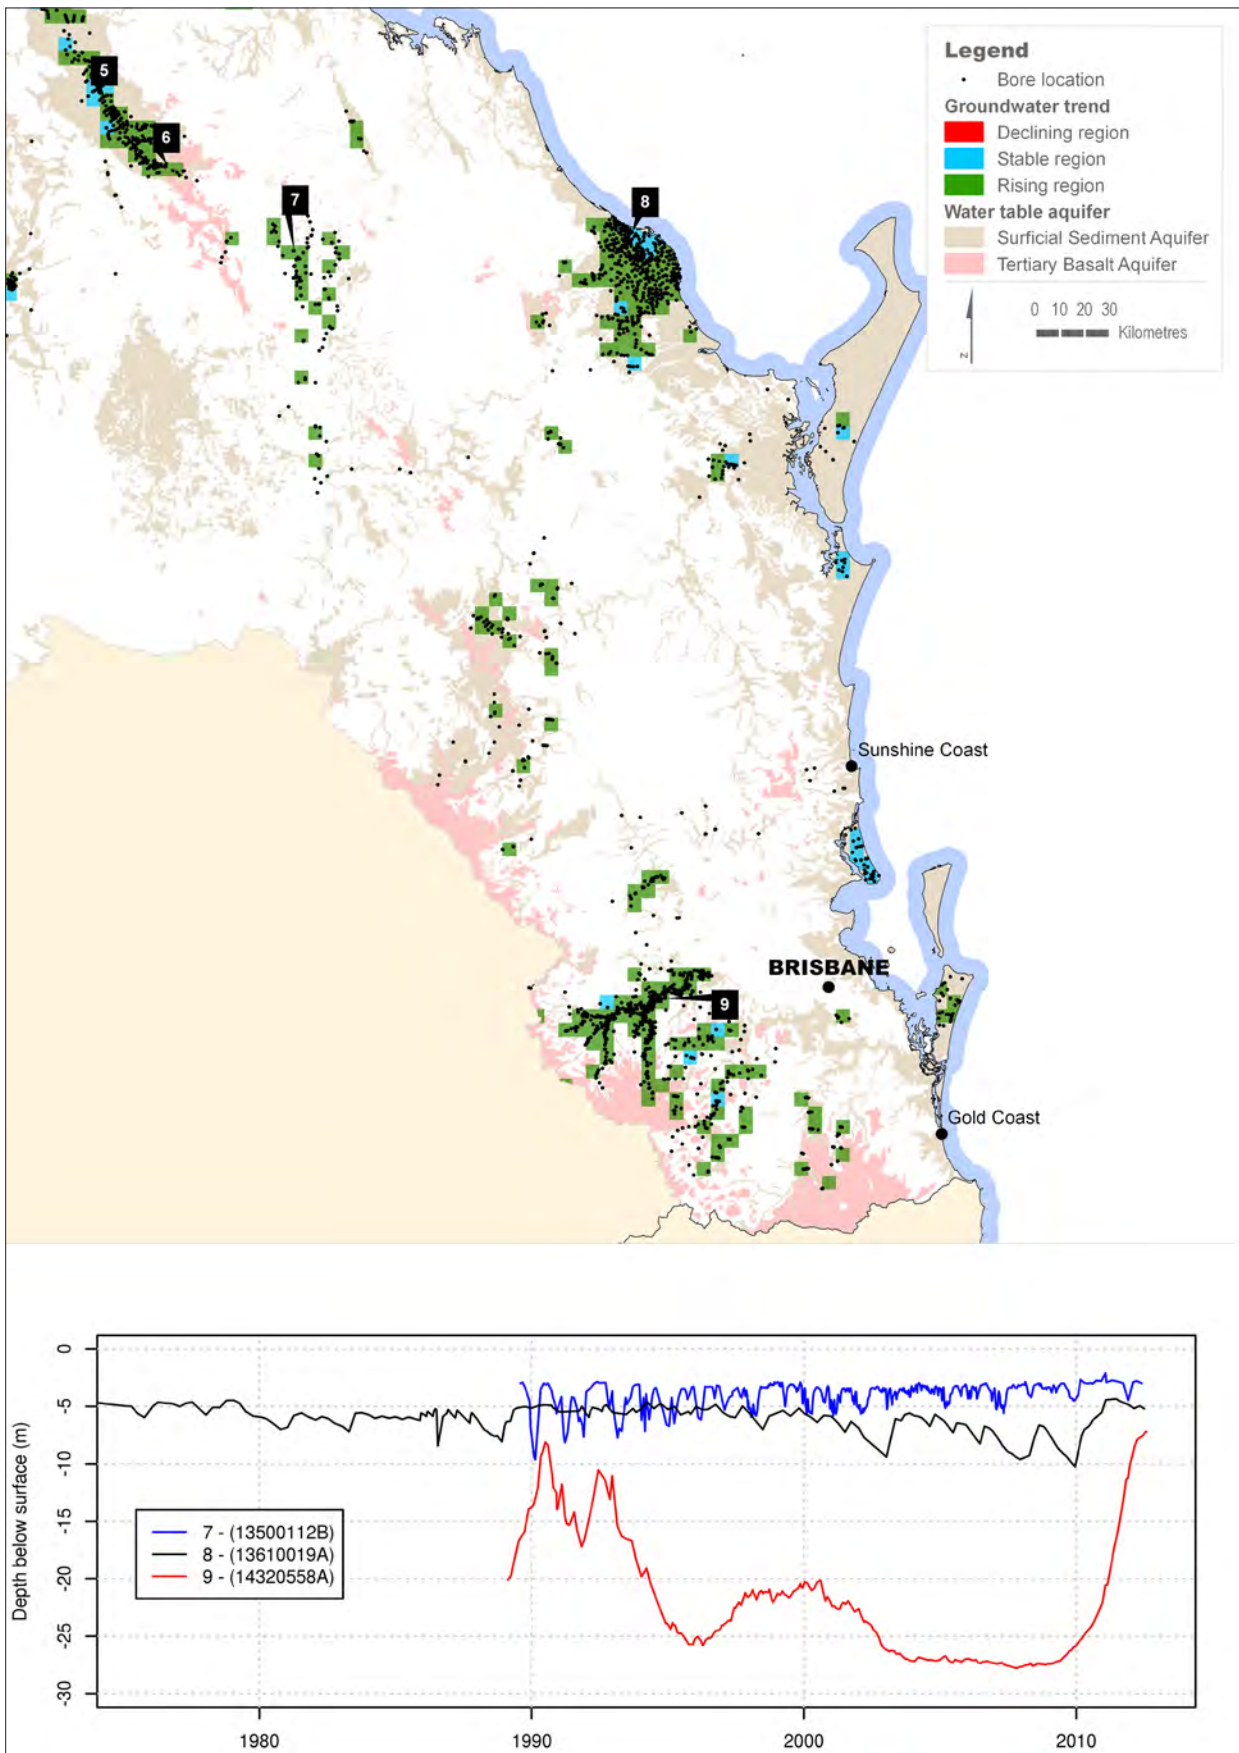 Legend
Bore location
Groundwater trend
Declining region
Stable region
Rising region
Water table aquifer
Surficial Sediment Aquifer
Tertiary Basalt Aquifer
0 10 20 30
Kilometres
N
5
6
7
8
Sunshine Coast
BRISBANE
9
Gold Coast
Depth below surface (m)
0
-5
-10
-15
-20
-25
-30
7 - (13500112B)
8 - (13610019A)
9 - (14320558A)
1980 1990 2000 2010